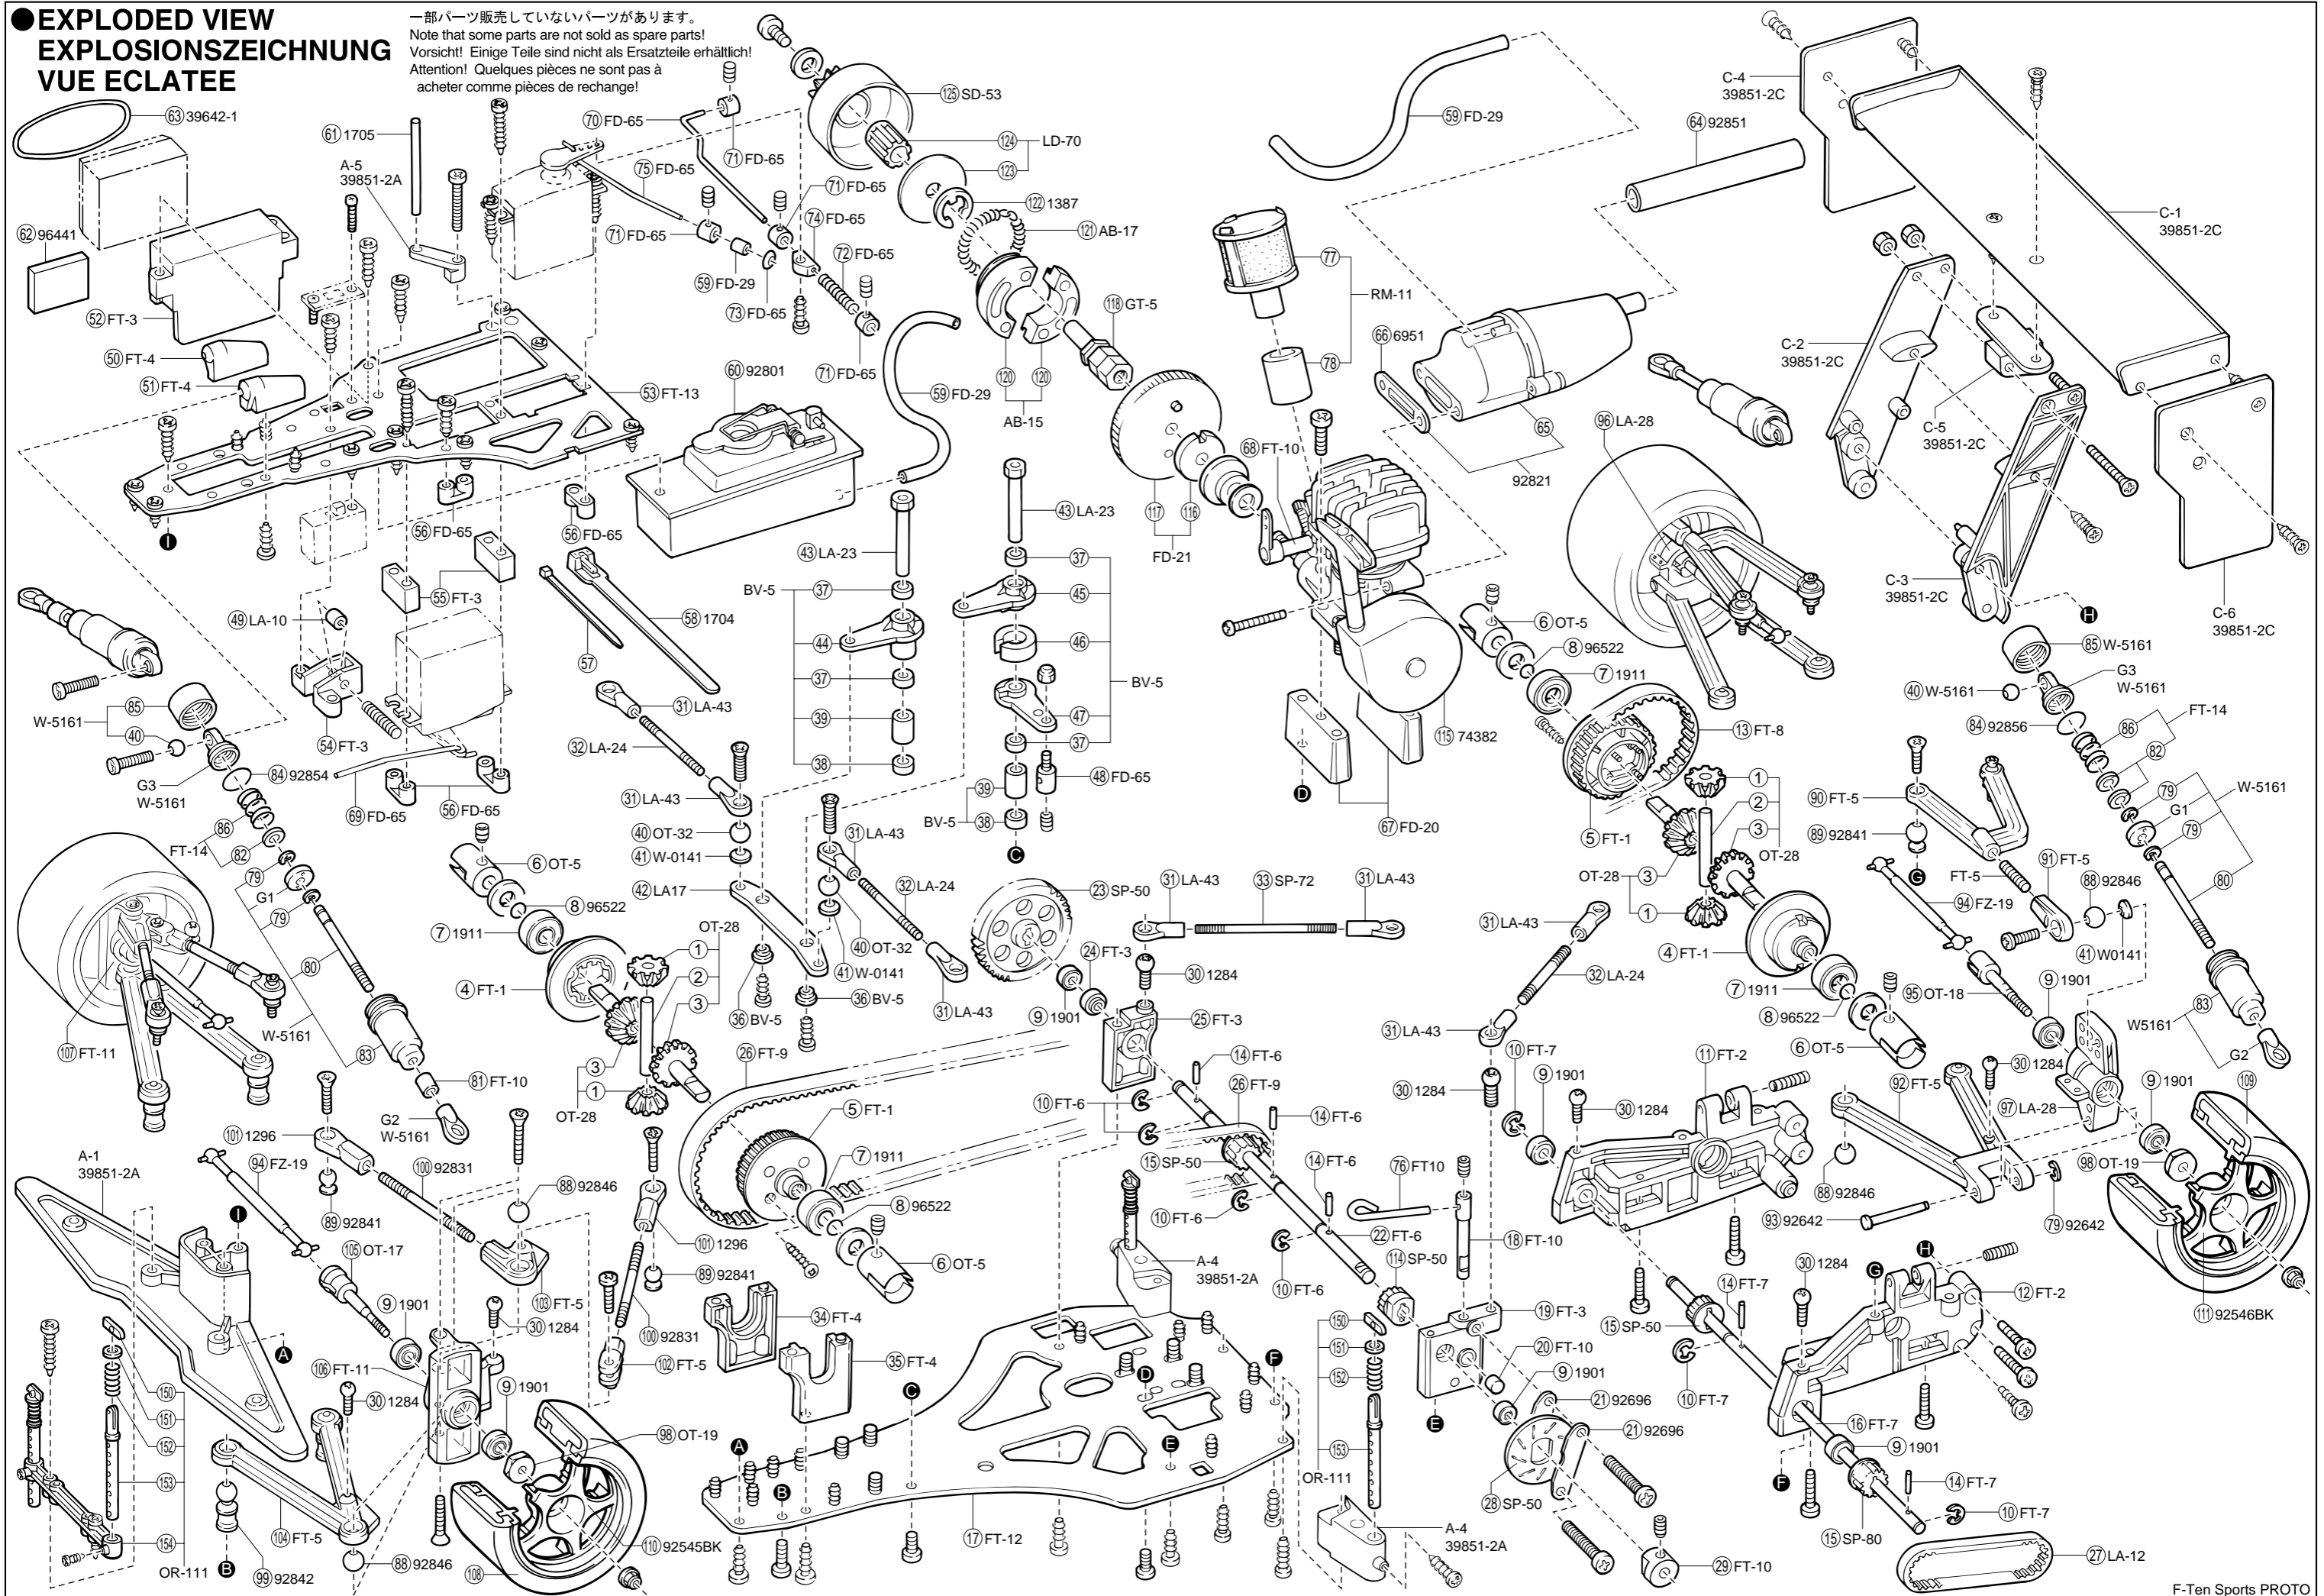 ●EXPLODED VIEW
EXPLOSIONSZEICHNUNG
VUE ECLATEE
一部パーツ販売していないパーツがあります。
Note that some parts are not sold as spare parts!
Vorsicht! Einige Teile sind nicht als Ersatzteile erhältlich!
Attention! Quelques pièces ne sont pas à
acheter comme pièces de rechange!
63 39642-1
61 1705
A-5
39851-2A
62 96441
52 FT-3
50 FT-4
51 FT-4
53 FT-13
70 FD-65
71 FD-65
75 FD-65
71 FD-65
71 FD-65
74 FD-65
59 FD-29
73 FD-65
72 FD-65
71 FD-65
125 SD-53
124
LD-70
123
122 1387
121 AB-17
120
120
AB-15
118 GT-5
117
116
FD-21
59 FD-29
59 FD-29
60 92801
64 92851
77
RM-11
78
66 6951
65
92821
68 FT-10
C-4
39851-2C
C-1
39851-2C
C-2
39851-2C
C-5
39851-2C
C-3
39851-2C
C-6
39851-2C
H
96 LA-28
I
56 FD-65
56 FD-65
55 FT-3
49 LA-10
54 FT-3
69 FD-65
56 FD-65
57
58 1704
43 LA-23
43 LA-23
BV-5
37
44
37
39
38
37
45
46
BV-5
47
37
48 FD-65
39
BV-5
38
C
31 LA-43
32 LA-24
31 LA-43
40 OT-32
41 W-0141
42 LA17
31 LA-43
32 LA-24
40 OT-32
41 W-0141
31 LA-43
36 BV-5
36 BV-5
D
67 FD-20
115 74382
6 OT-5
8 96522
7 1911
13 FT-8
5 FT-1
1
2
3
OT-28
OT-28
3
1
4 FT-1
7 1911
8 96522
6 OT-5
85
W-5161
40
G3
W-5161
84 92854
86
FT-14
82
79
G1
79
80
W-5161
83
81 FT-10
G2
W-5161
107 FT-11
85 W-5161
40 W-5161
G3
W-5161
84 92856
86
FT-14
82
79
W-5161
G1
79
80
90 FT-5
89 92841
G
91 FT-5
FT-5
88 92846
94 FZ-19
41 W0141
95 OT-18
9 1901
83
W5161
G2
6 OT-5
8 96522
7 1911
4 FT-1
OT-28
1
2
3
3
1
OT-28
26 FT-9
5 FT-1
7 1911
8 96522
6 OT-5
23 SP-50
24 FT-3
9 1901
30 1284
25 FT-3
31 LA-43
33 SP-72
31 LA-43
31 LA-43
32 LA-24
31 LA-43
30 1284
14 FT-6
26 FT-9
10 FT-6
14 FT-6
15 SP-50
10 FT-6
14 FT-6
22 FT-6
10 FT-6
114 SP-50
76 FT10
18 FT-10
10 FT-7
9 1901
30 1284
11 FT-2
92 FT-5
30 1284
97 LA-28
9 1901
109
98 OT-19
88 92846
93 92642
79 92642
111 92546BK
101 1296
94 FZ-19
100 92831
89 92841
88 92846
103 FT-5
101 1296
89 92841
100 92831
102 FT-5
A-1
39851-2A
I
A
105 OT-17
9 1901
30 1284
106 FT-11
30 1284
9 1901
98 OT-19
150
151
152
153
154
OR-111
B
104 FT-5
99 92842
88 92846
108
110 92545BK
34 FT-4
35 FT-4
A-4
39851-2A
A
B
C
D
E
F
17 FT-12
150
151
152
153
OR-111
A-4
39851-2A
19 FT-3
20 FT-10
9 1901
E
21 92696
21 92696
28 SP-50
29 FT-10
15 SP-50
14 FT-7
10 FT-7
30 1284
G
H
12 FT-2
16 FT-7
9 1901
F
14 FT-7
10 FT-7
15 SP-80
27 LA-12
F-Ten Sports PROTO